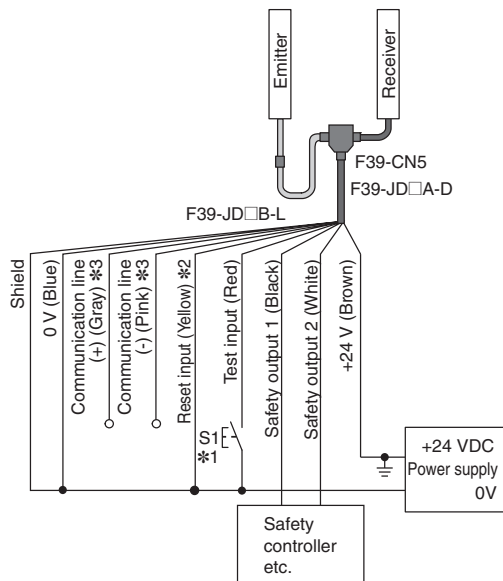 Emitter
Receiver
F39-CN5
F39-JD□A-D
F39-JD□B-L
Shield
0 V (Blue)
Communication line
(+) (Gray) *3
Communication line
(-) (Pink) *3
Reset input (Yellow) *2
Test input (Red)
Safety output 1 (Black)
Safety output 2 (White)
+24 V (Brown)
S1
*1
+24 VDC
Power supply
0V
Safety
controller
etc.